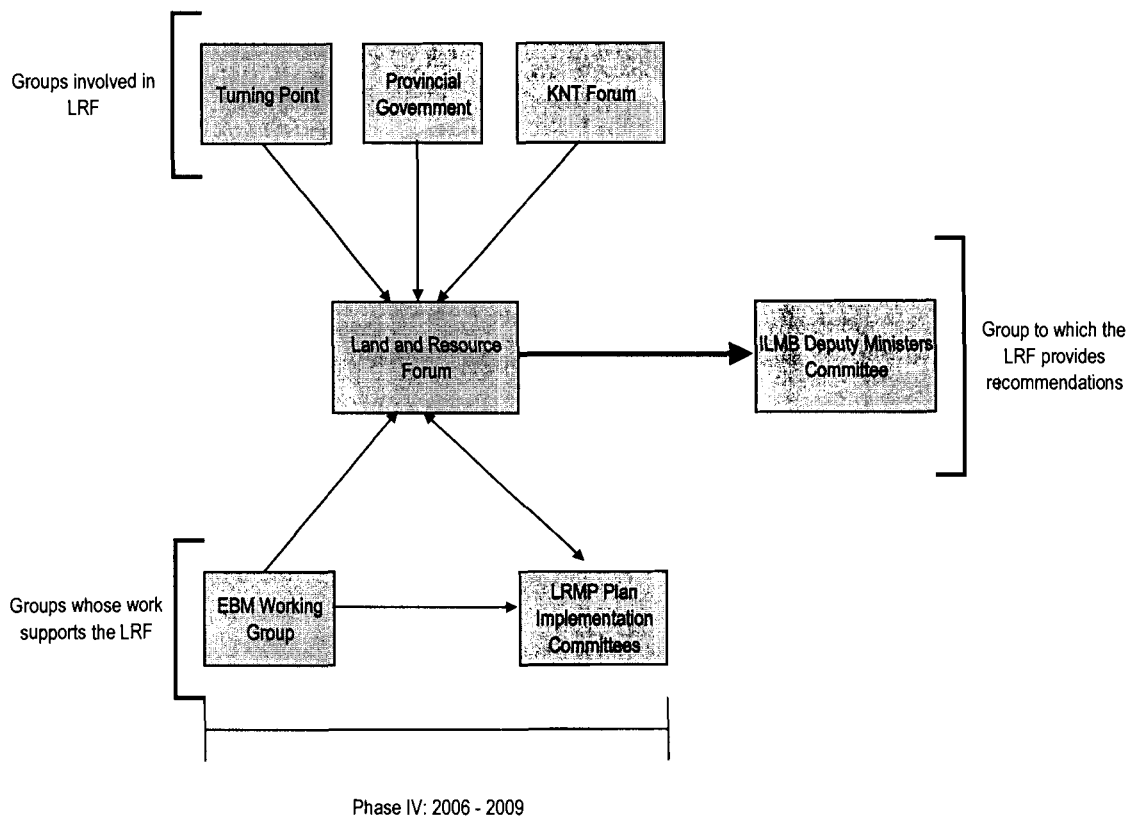 Groups involved in
LRF
Turning Point
Provincial
Government
KNT Forum
Land and Resource
Forum
ILMB Deputy Ministers
Committee
Group to which the
LRF provides
recommendations
Groups whose work
supports the LRF
EBM Working
Group
LRMP Plan
Implementation
Committees
Phase IV: 2006 - 2009